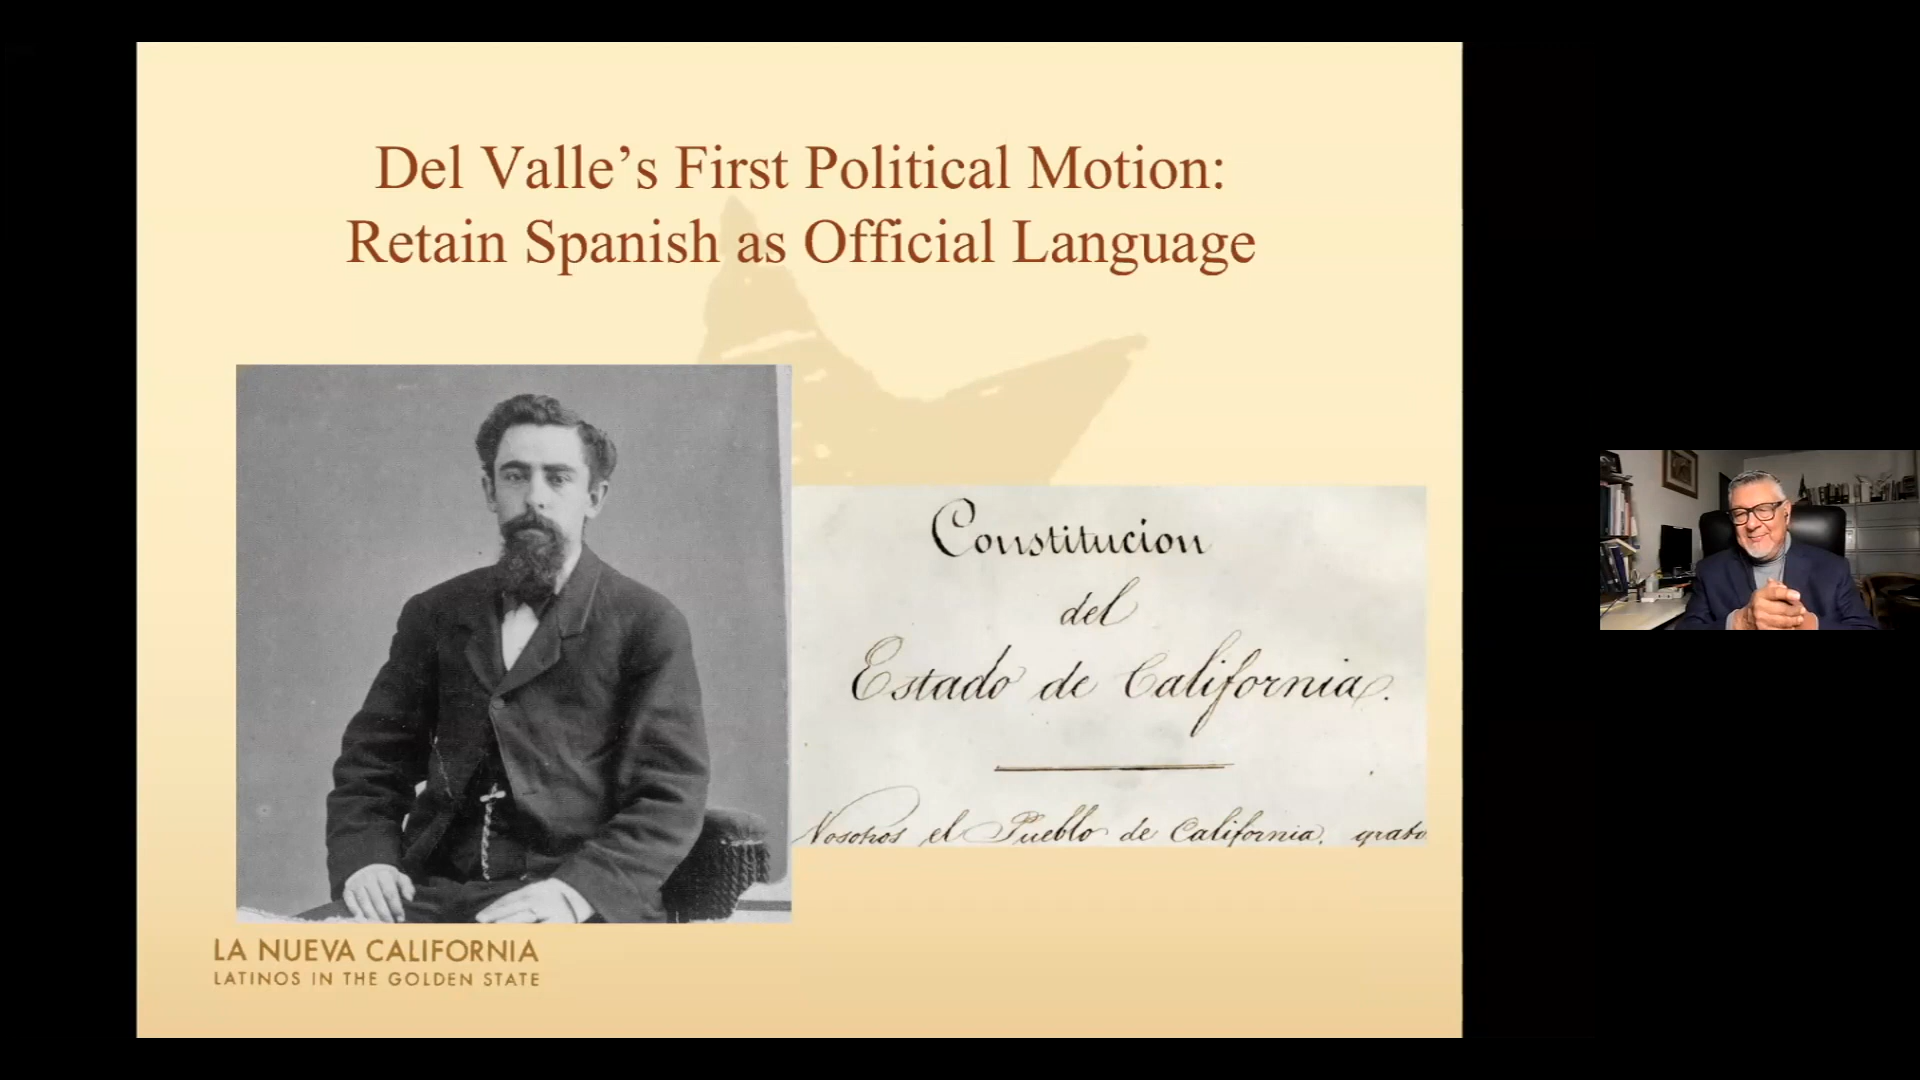 Del Valle’s First Political Motion:
Retain Spanish as Official Language
Constitucion
del
Estado de California.
Nosotros el Pueblo de California, grato
LA NUEVA CALIFORNIA
LATINOS IN THE GOLDEN STATE